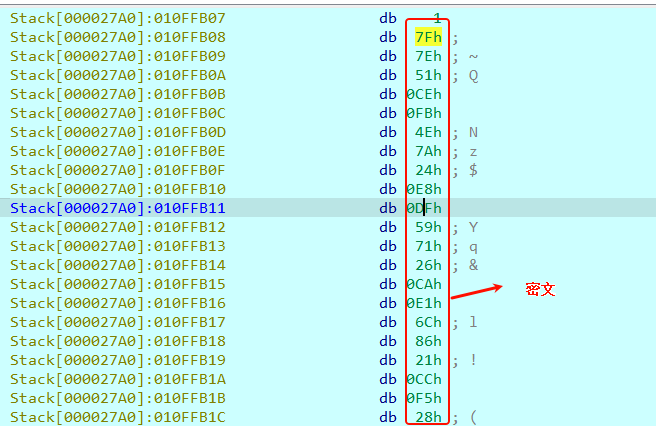 Stack[000027A0]:010FFB07 db 1
Stack[000027A0]:010FFB08 db 7Fh ;
Stack[000027A0]:010FFB09 db 7Eh ; ~
Stack[000027A0]:010FFB0A db 51h ; Q
Stack[000027A0]:010FFB0B db 0CEh
Stack[000027A0]:010FFB0C db 0FBh
Stack[000027A0]:010FFB0D db 4Eh ; N
Stack[000027A0]:010FFB0E db 7Ah ; z
Stack[000027A0]:010FFB0F db 24h ; $
Stack[000027A0]:010FFB10 db 0E8h
Stack[000027A0]:010FFB11 db 0DFh
Stack[000027A0]:010FFB12 db 59h ; Y
Stack[000027A0]:010FFB13 db 71h ; q
Stack[000027A0]:010FFB14 db 26h ; &
Stack[000027A0]:010FFB15 db 0CAh
Stack[000027A0]:010FFB16 db 0E1h
密文
Stack[000027A0]:010FFB17 db 6Ch ; l
Stack[000027A0]:010FFB18 db 86h
Stack[000027A0]:010FFB19 db 21h ; !
Stack[000027A0]:010FFB1A db 0CCh
Stack[000027A0]:010FFB1B db 0F5h
Stack[000027A0]:010FFB1C db 28h ; (